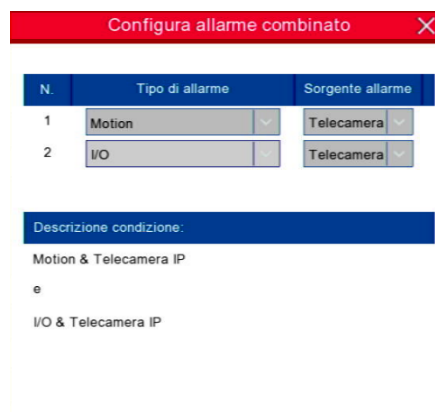 Configura allarme combinato
N. Tipo di allarme Sorgente allarme
1 Motion Telecamera
2 I/O Telecamera
Descrizione condizione:
Motion & Telecamera IP
e
I/O & Telecamera IP